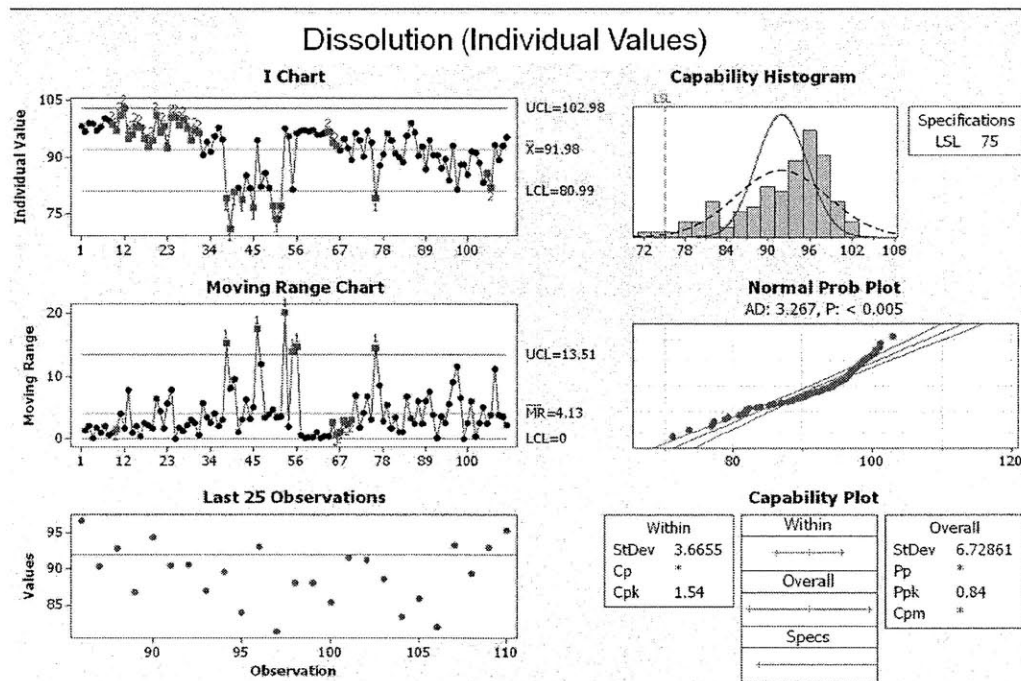 Dissolution (Individual Values)
I Chart
Individual Value
105
90
75
UCL=102.98
X̄=91.98
LCL=80.99
1 12 23 34 45 56 67 78 89 100
Moving Range Chart
Moving Range
20
10
0
UCL=13.51
M̄R̄=4.13
LCL=0
1 12 23 34 45 56 67 78 89 100
Last 25 Observations
Values
95
90
85
90 95 100 105 110
Observation
Capability Histogram
LSL
72 78 84 90 96 103 108
Specifications
LSL 75
Normal Prob Plot
AD: 3.267, P: < 0.005
80 100 120
Capability Plot
Within
StDev 3.6655
Cp *
Cpk 1.54
Within
Overall
Specs
Overall
StDev 6.72861
Pp *
Ppk 0.84
Cpm *